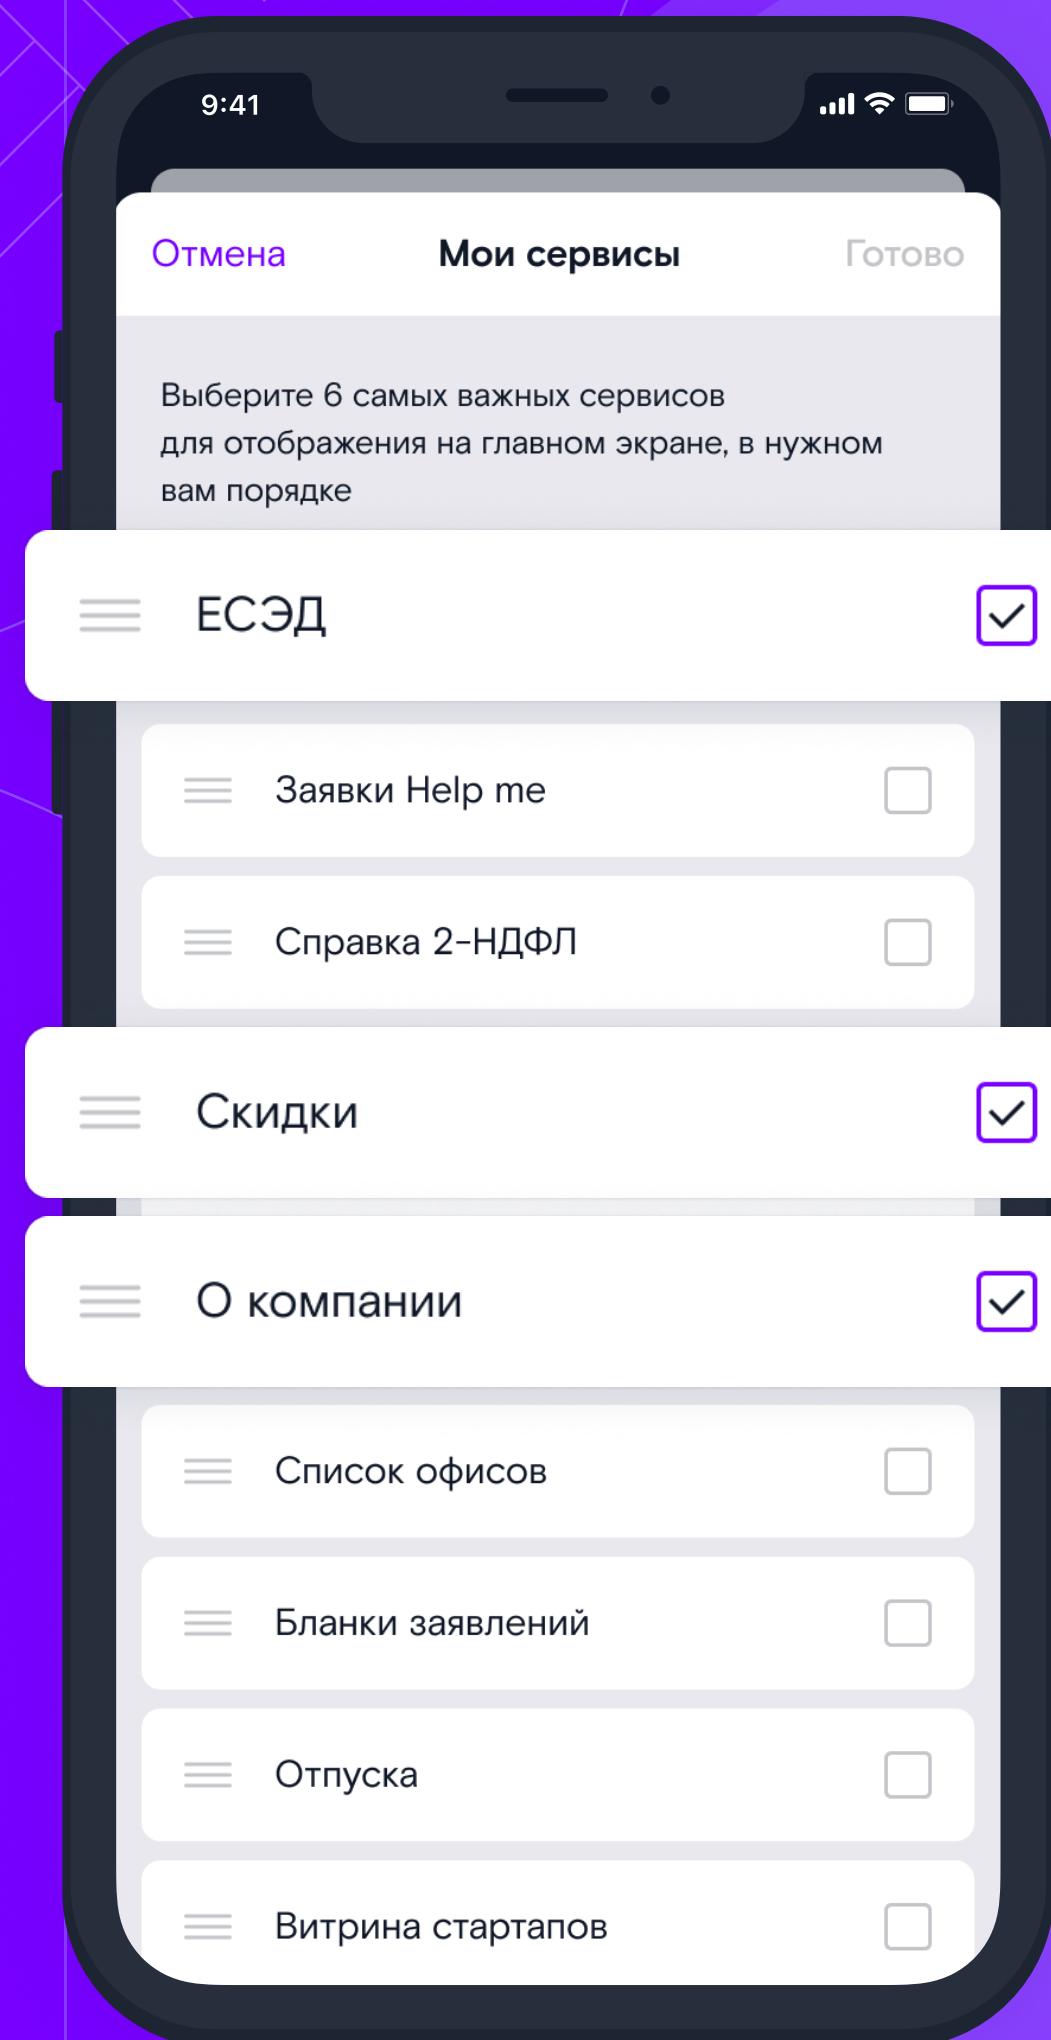 9:41
Отмена Мои сервисы Готово
Выберите 6 самых важных сервисов
для отображения на главном экране, в нужном
вам порядке
ЕСЭД
Заявки Help me
Справка 2-НДФЛ
Скидки
О компании
Список офисов
Бланки заявлений
Отпуска
Витрина стартапов